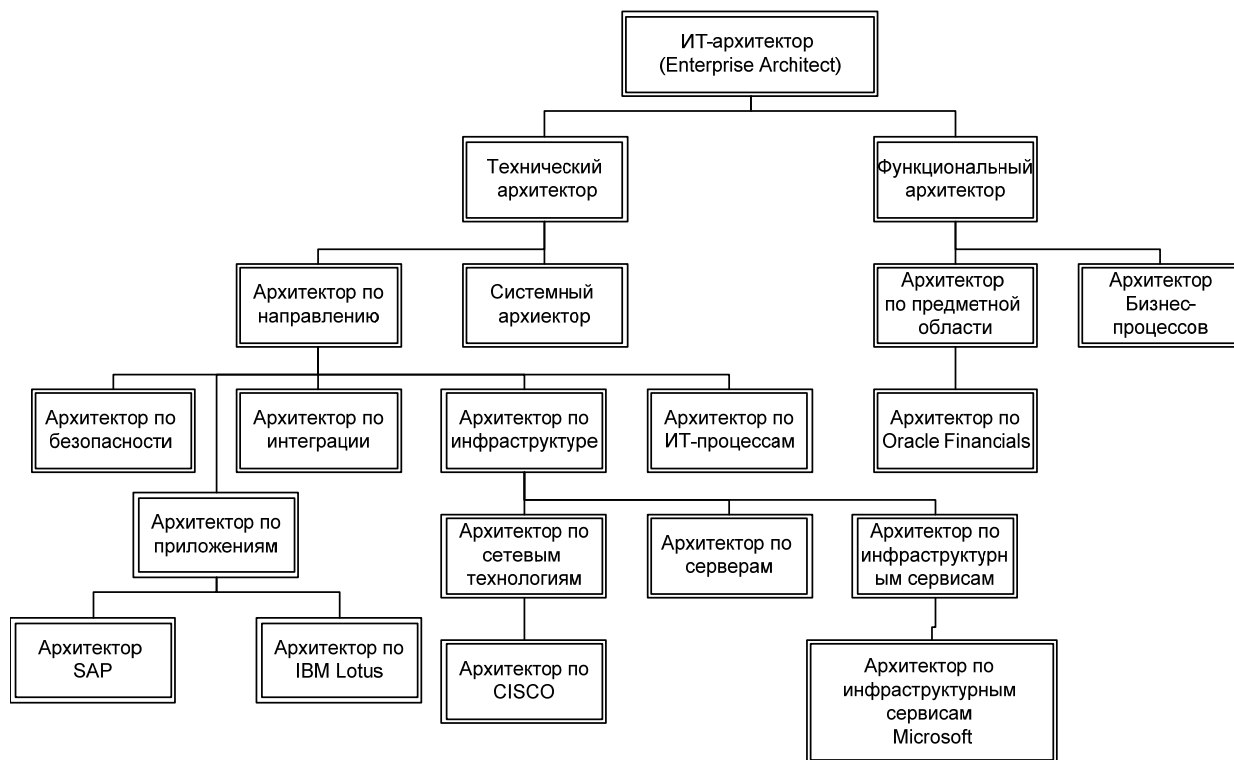 ИТ-архитектор
(Enterprise Architect)
Технический
архитектор
Функциональный
архитектор
Архитектор по
направлению
Системный
архиектор
Архитектор
по предметной
области
Архитектор
Бизнес-
процессов
Архитектор по
безопасности
Архитектор по
интеграции
Архитектор по
инфраструктуре
Архитектор по
ИТ-процессам
Архитектор по
Oracle Financials
Архитектор по
приложениям
Архитектор по
сетевым
технологиям
Архитектор по
серверам
Архитектор по
инфраструктурн
ым сервисам
Архитектор
SAP
Архитектор по
IBM Lotus
Архитектор по
CISCO
Архитектор по
инфраструктурным
сервисам
Microsoft